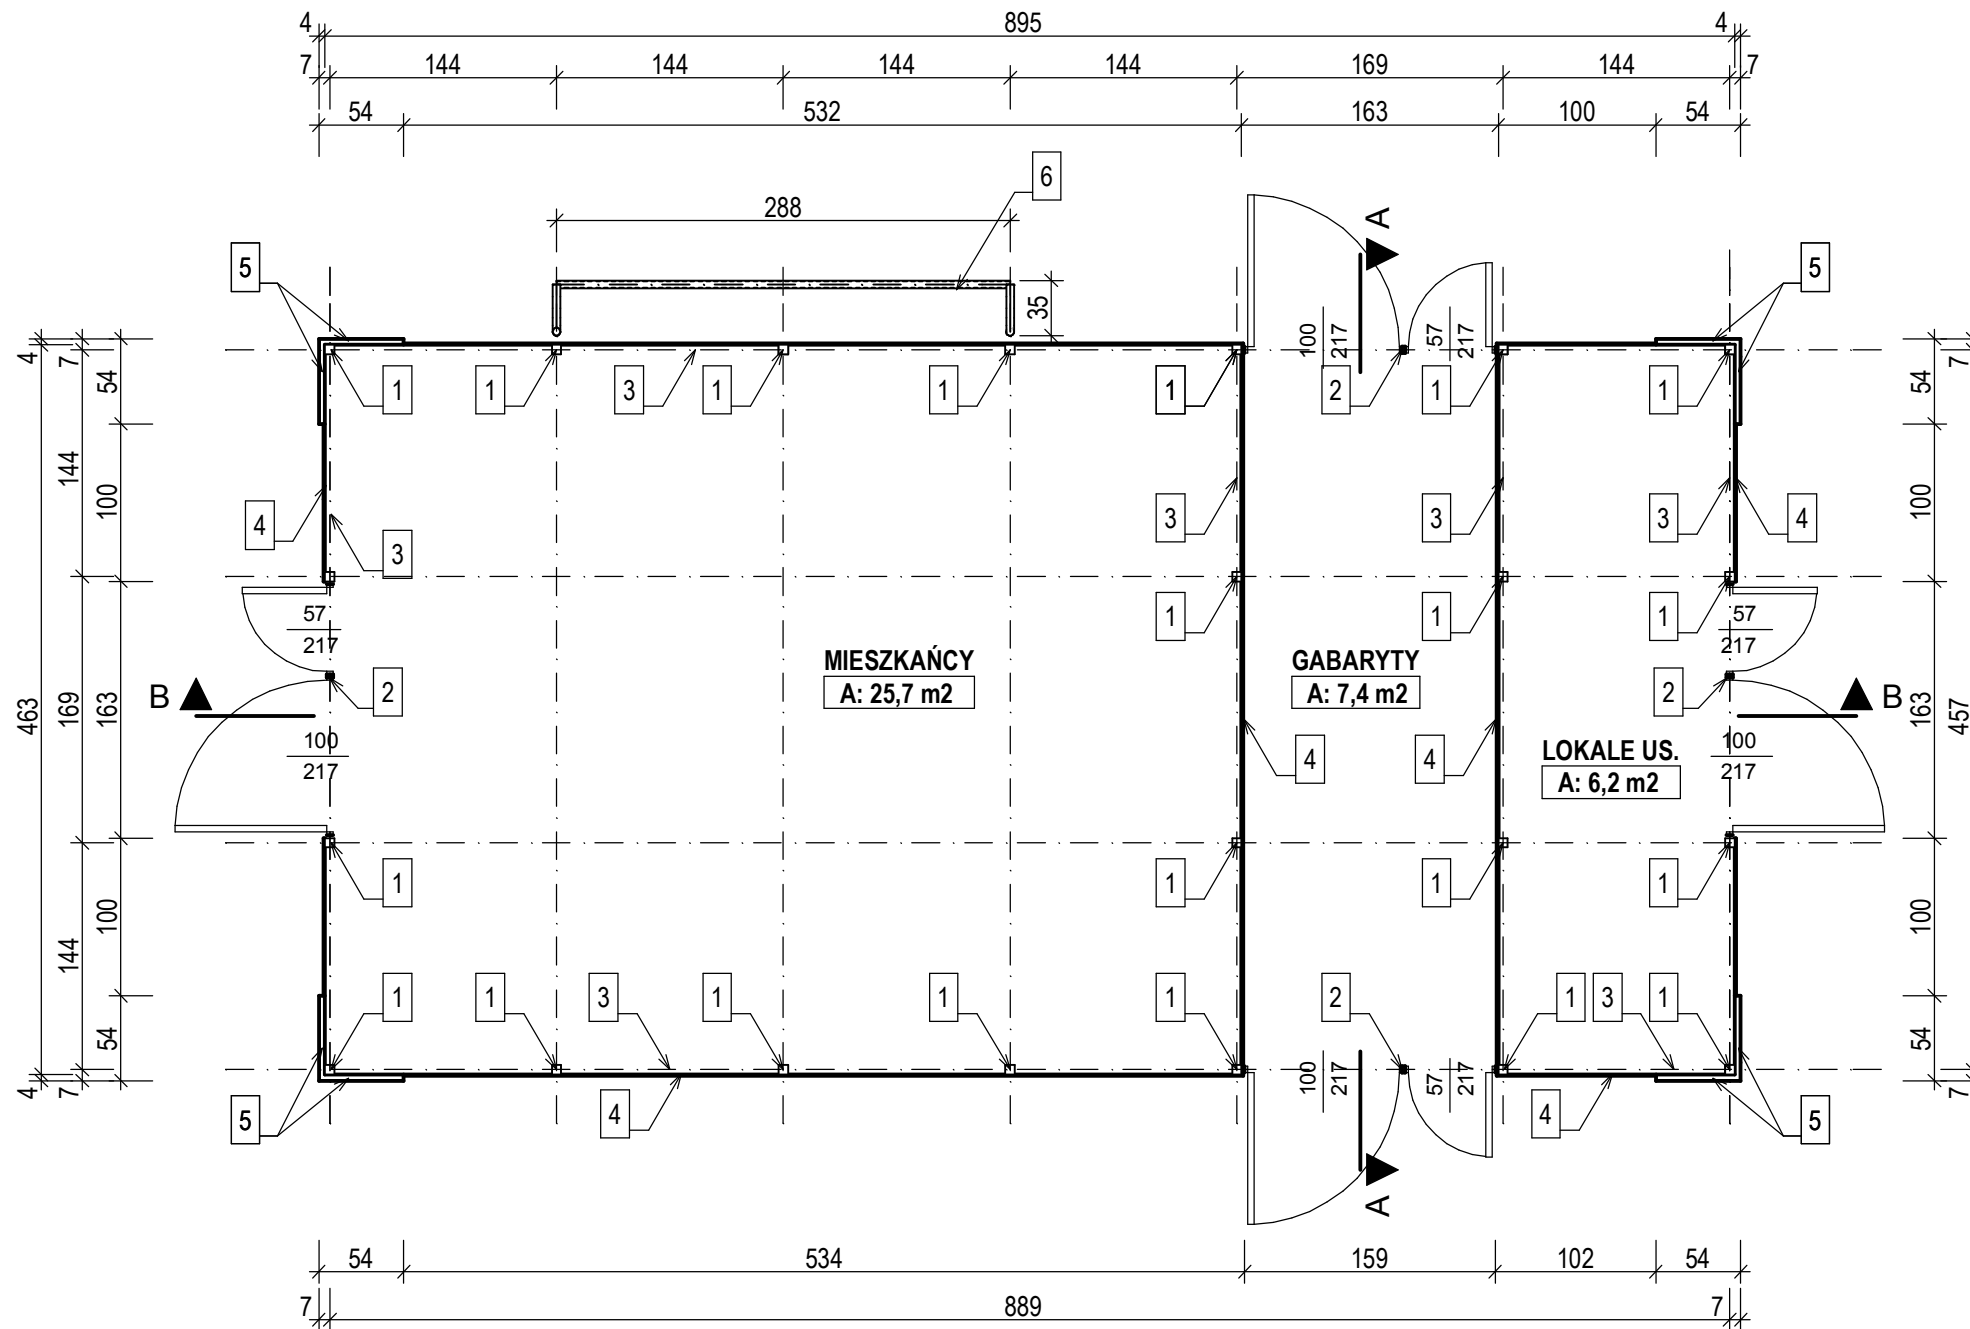 4 895 4
7 144 144 144 144 169 144 7
54 532 163 100 54
6
288
A
5 5
35
100 217 57 217
4 7 54 7 54
1 1 3 1 1 1 2 1 1
144 100 100
4 3 3 3 3 4
1 1 1
57 57
217 217
MIESZKAŃCY GABARYTY
A: 25,7 m2 A: 7,4 m2
B 2 2 B
463 169 163 163 457
100 100
217 217
4 4
LOKALE US.
A: 6,2 m2
1 1 1 1
144 100 100
1 1 3 1 1 1 2 1 3 1
54 54
100 217 57 217
4 7 7
5 4 4 5
A
54 534 159 102 54
7 889 7